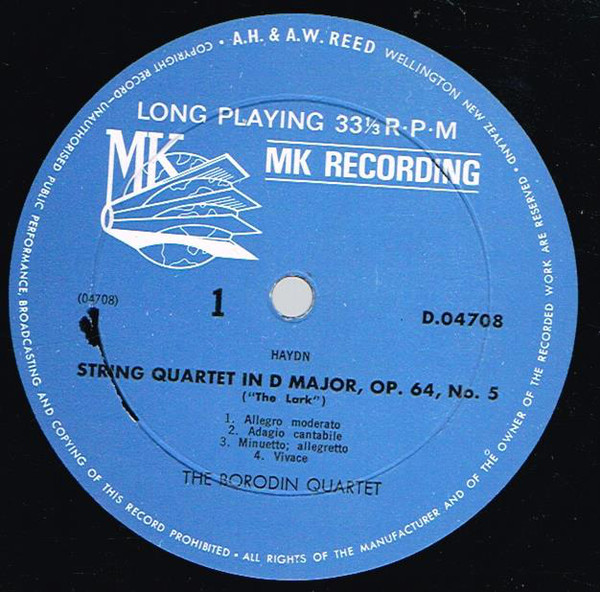 • A.H. & A.W. REED WELLINGTON NEW ZEALAND •
LONG PLAYING 33⅓ R·P·M
MK
MK RECORDING
(04708)
1
D.04708
HAYDN
STRING QUARTET IN D MAJOR, OP. 64, No. 5
("The Lark")
1. Allegro moderato
2. Adagio cantabile
3. Minuetto; allegretto
4. Vivace
THE BORODIN QUARTET
COPYRIGHT RECORD—UNAUTHORISED PUBLIC PERFORMANCE, BROADCASTING AND COPYING OF THIS RECORD PROHIBITED • ALL RIGHTS OF THE MANUFACTURER AND OF THE OWNER OF THE RECORDED WORK ARE RESERVED